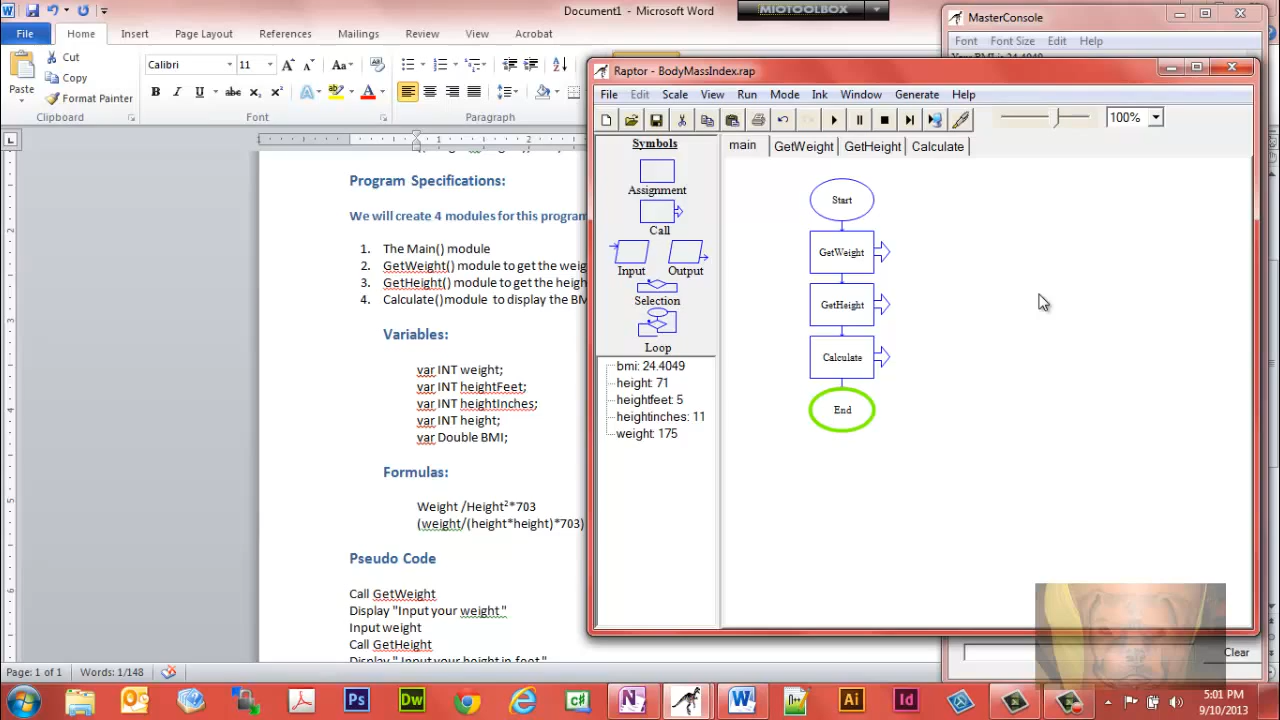 Document1 - Microsoft Word
MIOTOOLBOX
MasterConsole
File Home Insert Page Layout References Mailings Review View Acrobat
Font Font Size Edit Help
Paste
Cut
Copy
Format Painter
Clipboard
Calibri 11
Font
Paragraph
Raptor - BodyMassIndex.rap
File Edit Scale View Run Mode Ink Window Generate Help
100%
Symbols
Assignment
Call
Input Output
Selection
Loop
main GetWeight GetHeight Calculate
Start
GetWeight
GetHeight
Calculate
End
bmi: 24.4049
height: 71
heightfeet: 5
heightinches: 11
weight: 175
Program Specifications:
We will create 4 modules for this program
1. The Main() module
2. GetWeight() module to get the weig
3. GetHeight() module to get the heigh
4. Calculate() module to display the BM
Variables:
var INT weight;
var INT heightFeet;
var INT heightInches;
var INT height;
var Double BMI;
Formulas:
Weight /Height²*703
(weight/(height*height)*703)
Pseudo Code
Call GetWeight
Display "Input your weight "
Input weight
Call GetHeight
Display " Input your height in feet "
Clear
Page: 1 of 1 Words: 1/148
5:01 PM
9/10/2013